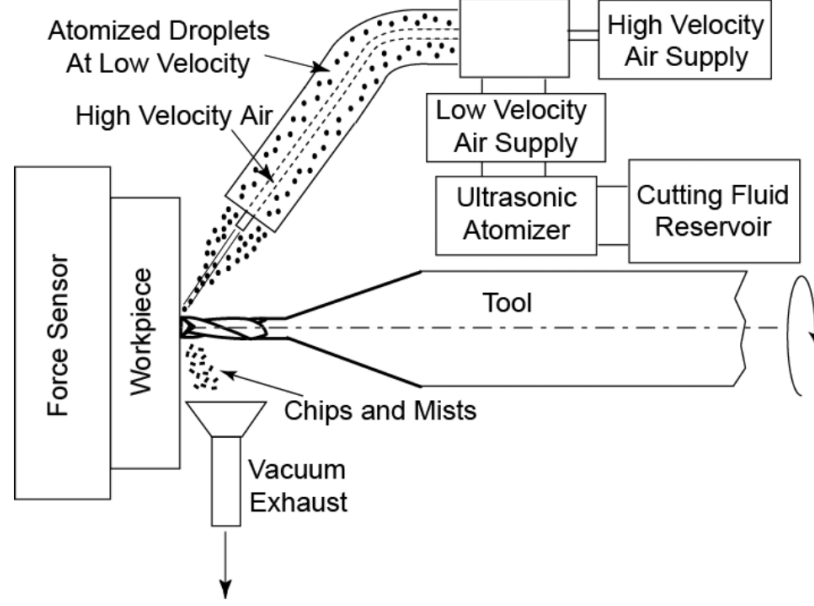 Atomized Droplets
At Low Velocity
High Velocity
Air Supply
High Velocity Air
Low Velocity
Air Supply
Ultrasonic
Atomizer
Cutting Fluid
Reservoir
Force Sensor
Workpiece
Tool
Chips and Mists
Vacuum
Exhaust